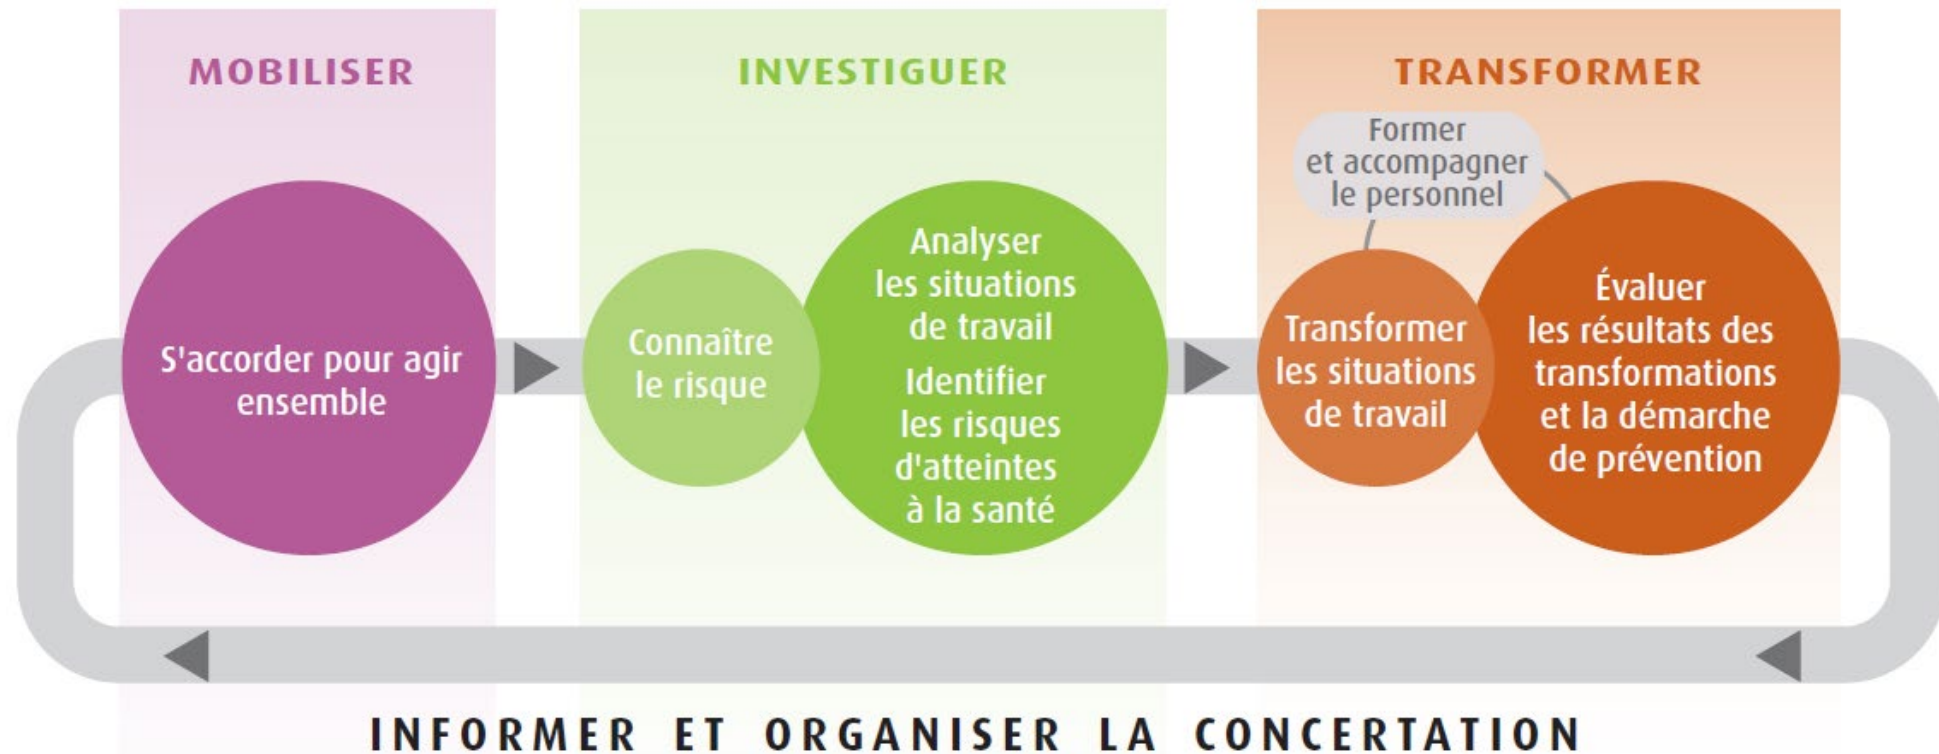 MOBILISER
S'accorder pour agir
ensemble
INVESTIGUER
Connaître
le risque
Analyser
les situations
de travail
Identifier
les risques
d'atteintes
à la santé
TRANSFORMER
Former
et accompagner
le personnel
Transformer
les situations
de travail
Évaluer
les résultats des
transformations
et la démarche
de prévention
INFORMER ET ORGANISER LA CONCERTATION